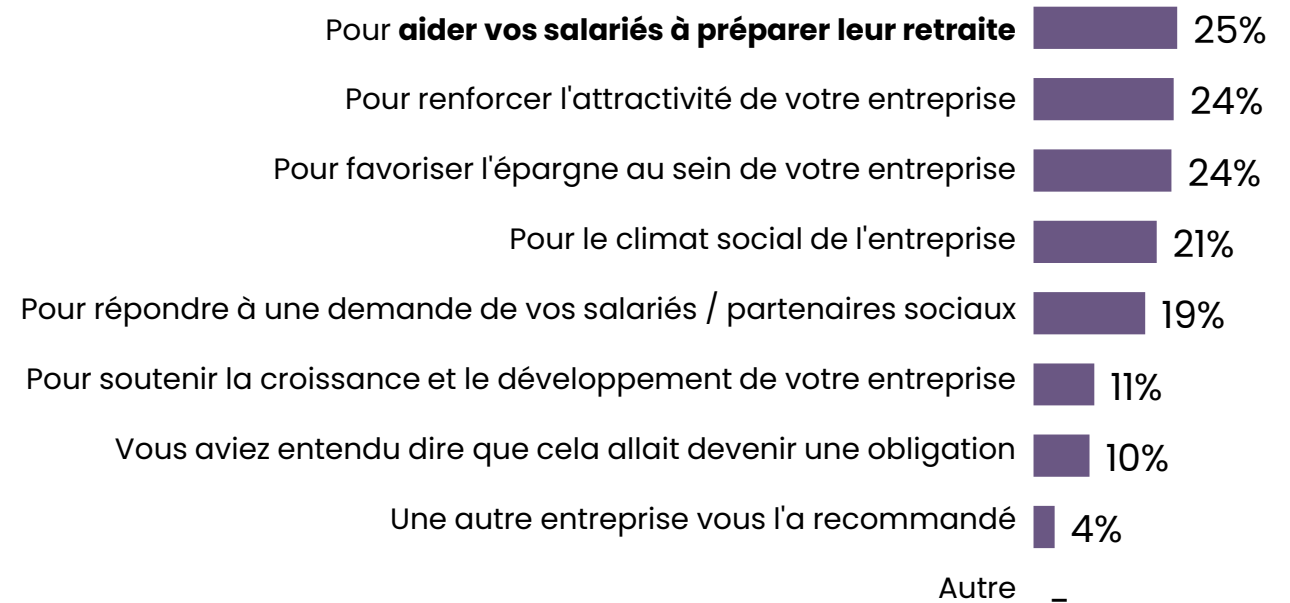 Pour aider vos salariés à préparer leur retraite 25%
Pour renforcer l'attractivité de votre entreprise 24%
Pour favoriser l'épargne au sein de votre entreprise 24%
Pour le climat social de l'entreprise 21%
Pour répondre à une demande de vos salariés / partenaires sociaux 19%
Pour soutenir la croissance et le développement de votre entreprise 11%
Vous aviez entendu dire que cela allait devenir une obligation 10%
Une autre entreprise vous l'a recommandé 4%
Autre -